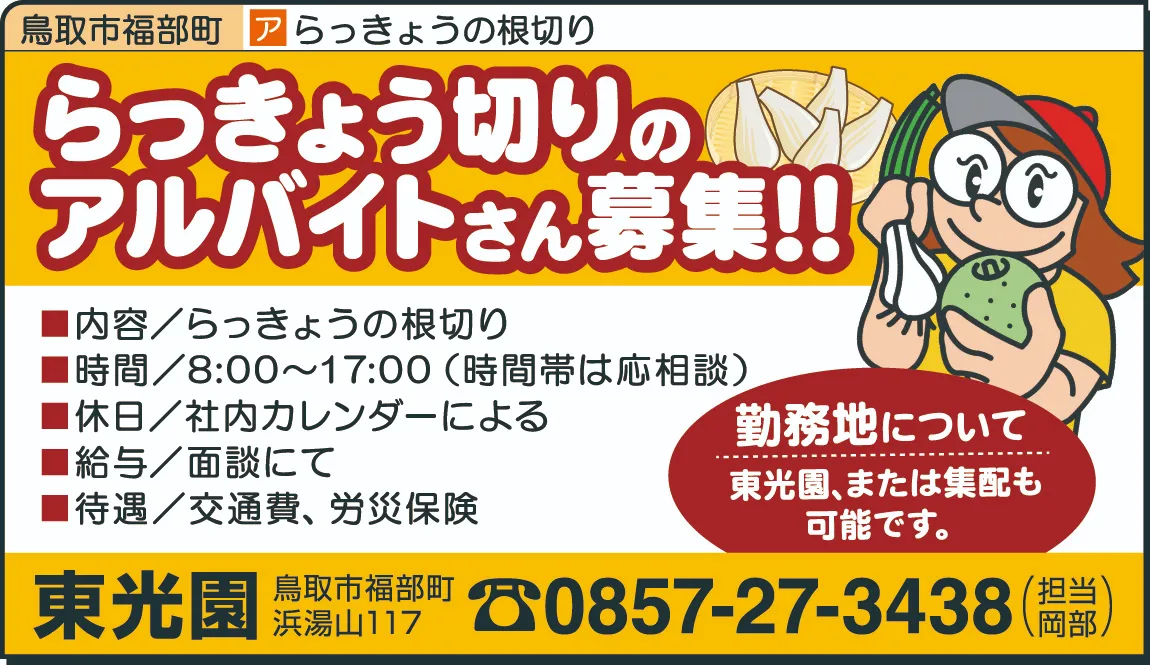 鳥取市福部町 ア らっきょうの根切り
らっきょう切りの
アルバイトさん募集!!
■内容／らっきょうの根切り
■時間／8:00～17:00（時間帯は応相談）
■休日／社内カレンダーによる
■給与／面談にて
■待遇／交通費、労災保険
勤務地について
東光園、または集配も
可能です。
東光園
鳥取市福部町
浜湯山117
☎0857-27-3438
（担当
岡部）